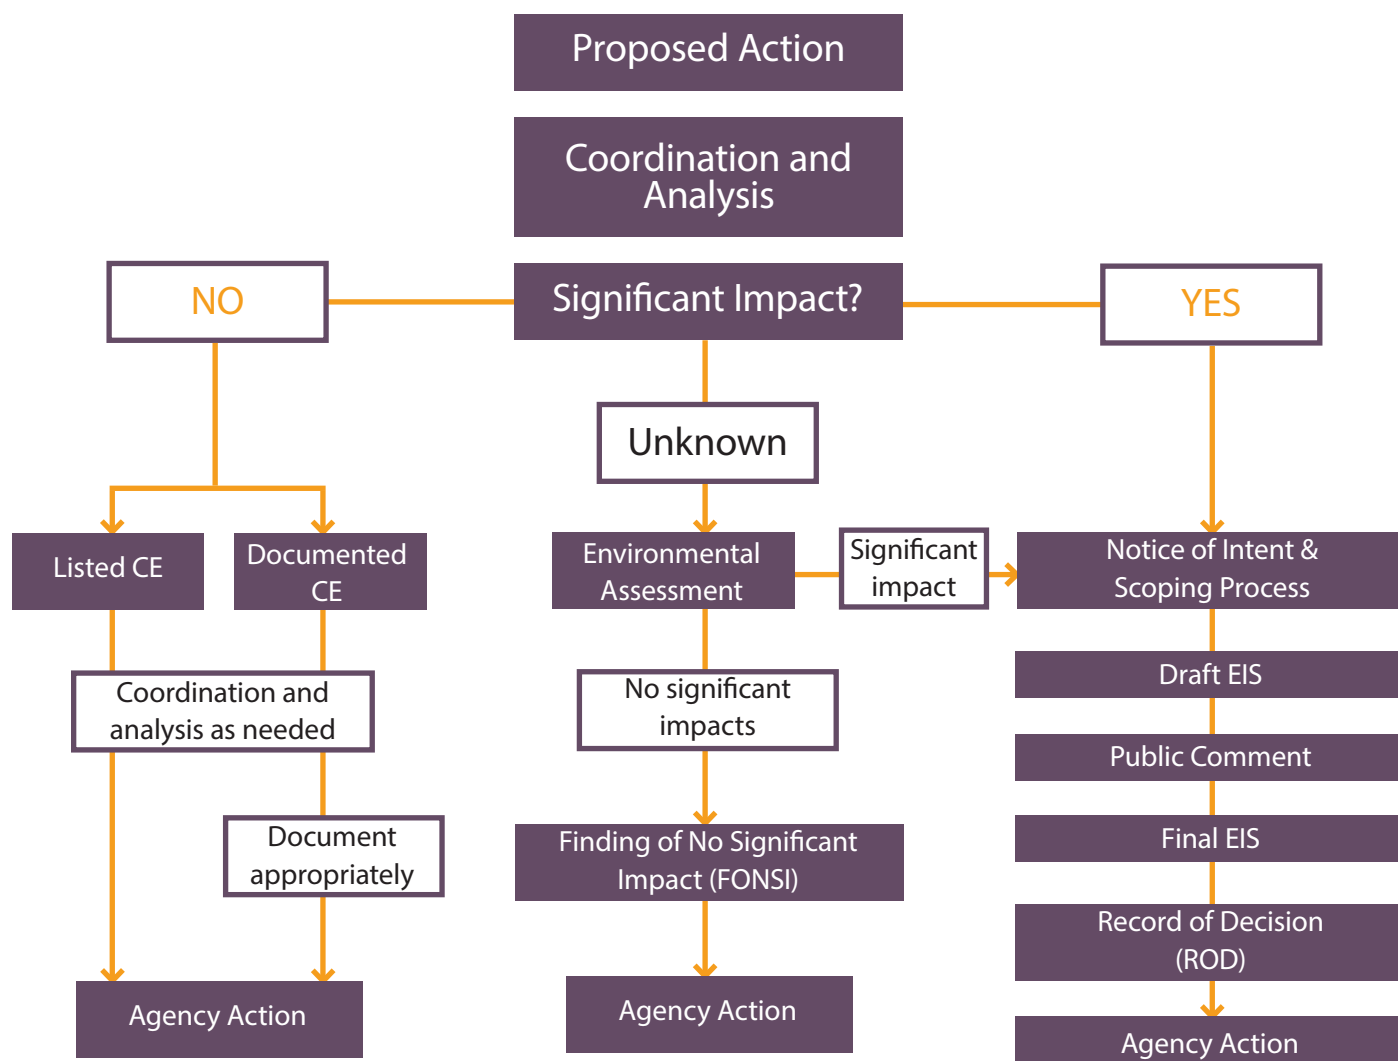 Proposed Action
Coordination and
Analysis
Significant Impact?
NO
YES
Unknown
Listed CE
Documented
CE
Environmental
Assessment
Significant
impact
Notice of Intent &
Scoping Process
Coordination and
analysis as needed
No significant
impacts
Draft EIS
Public Comment
Document
appropriately
Finding of No Significant
Impact (FONSI)
Final EIS
Record of Decision
(ROD)
Agency Action
Agency Action
Agency Action